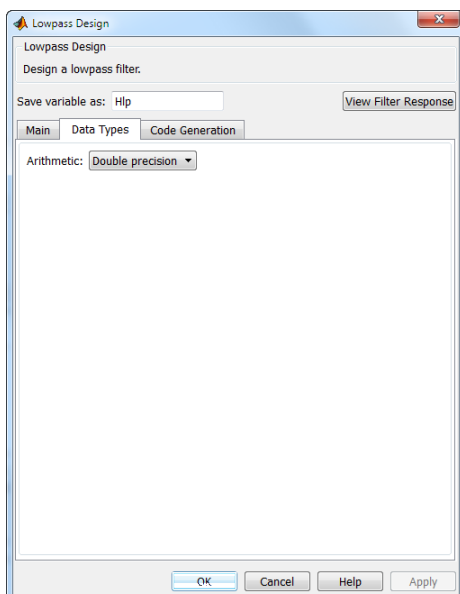 Lowpass Design
Lowpass Design
Design a lowpass filter.
Save variable as: Hlp View Filter Response
Main Data Types Code Generation
Arithmetic: Double precision
OK Cancel Help Apply